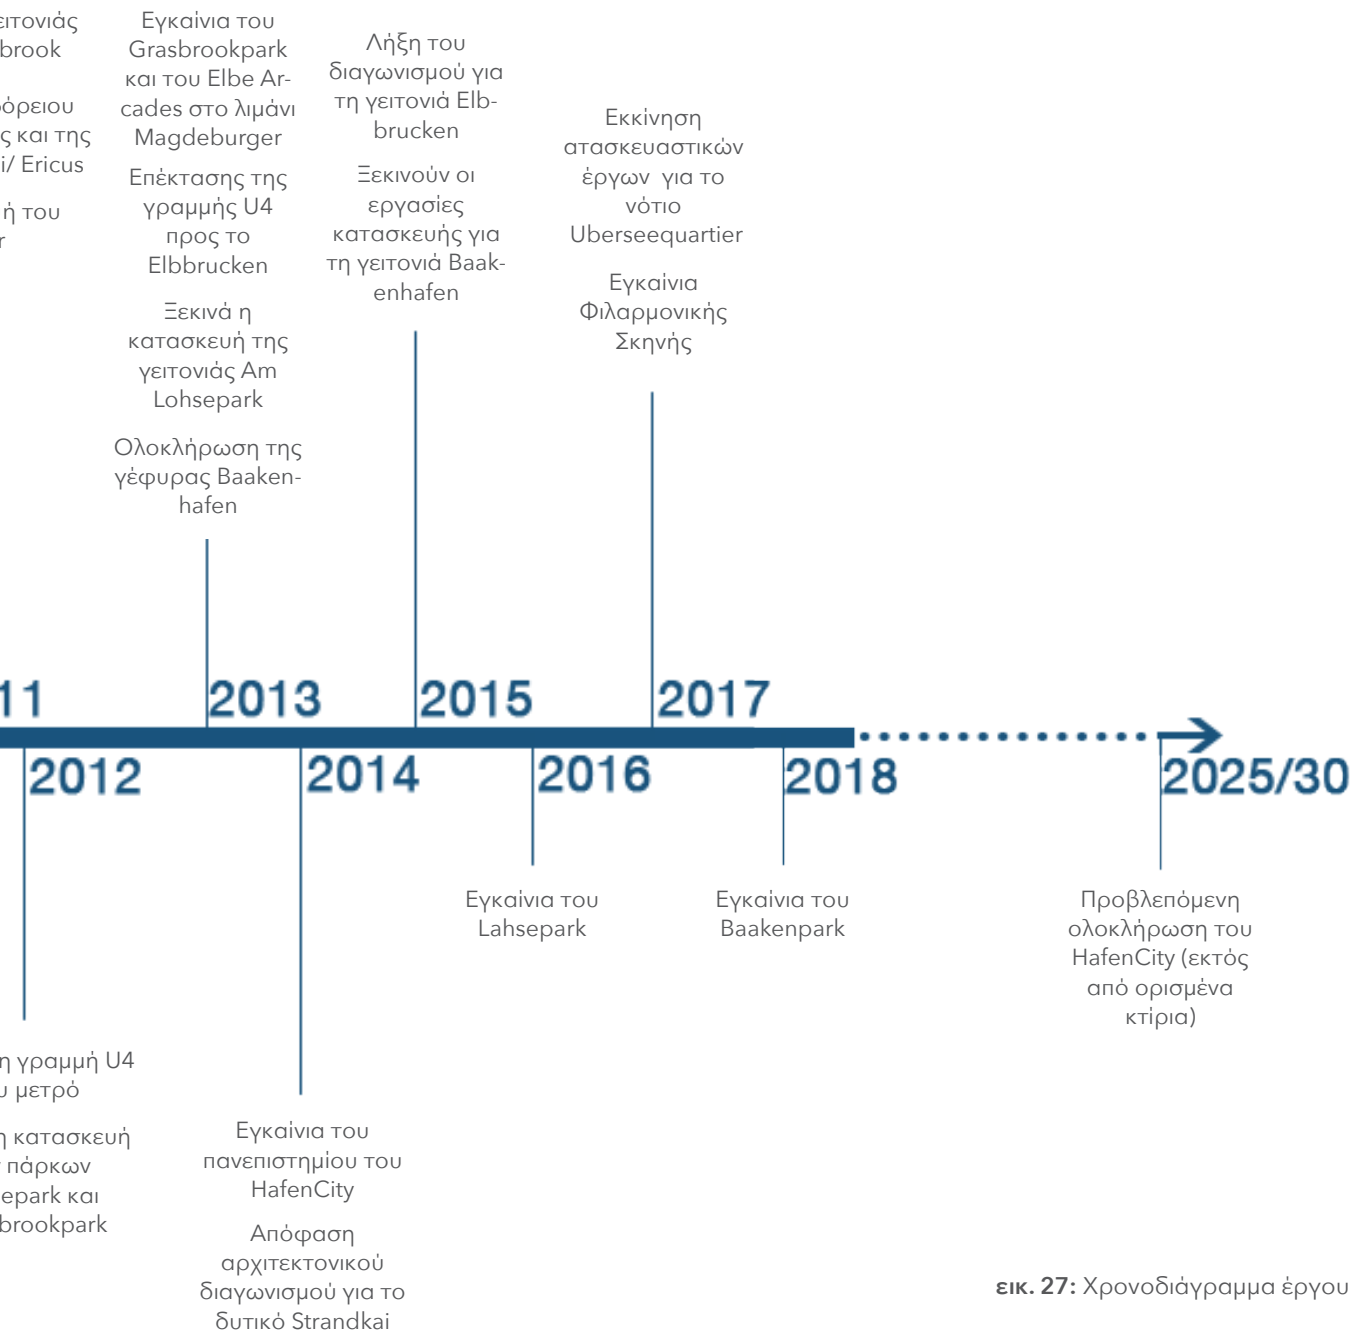 ειτονιάς
brook
όρειου
ς και της
i/ Ericus
ή του
r
Εγκαίνια του
Grasbrookpark
και του Elbe Ar-
cades στο λιμάνι
Magdeburger
Επέκτασης της
γραμμής U4
προς το
Elbbrucken
Ξεκινά η
κατασκευή της
γειτονιάς Am
Lohsepark
Ολοκλήρωση της
γέφυρας Baaken-
hafen
Λήξη του
διαγωνισμού για
τη γειτονιά Elb-
brucken
Ξεκινούν οι
εργασίες
κατασκευής για
τη γειτονιά Baak-
enhafen
Εκκίνηση
ατασκευαστικών
έργων για το
νότιο
Uberseequartier
Εγκαίνια
Φιλαρμονικής
Σκηνής
11
2013
2015
2017
2012
2014
2016
2018
2025/30
η γραμμή U4
υ μετρό
η κατασκευή
πάρκων
epark και
brookpark
Εγκαίνια του
πανεπιστημίου του
HafenCity
Απόφαση
αρχιτεκτονικού
διαγωνισμού για το
δυτικό Strandkai
Εγκαίνια του
Lahsepark
Εγκαίνια του
Baakenpark
Προβλεπόμενη
ολοκλήρωση του
HafenCity (εκτός
από ορισμένα
κτίρια)
εικ. 27: Χρονοδιάγραμμα έργου